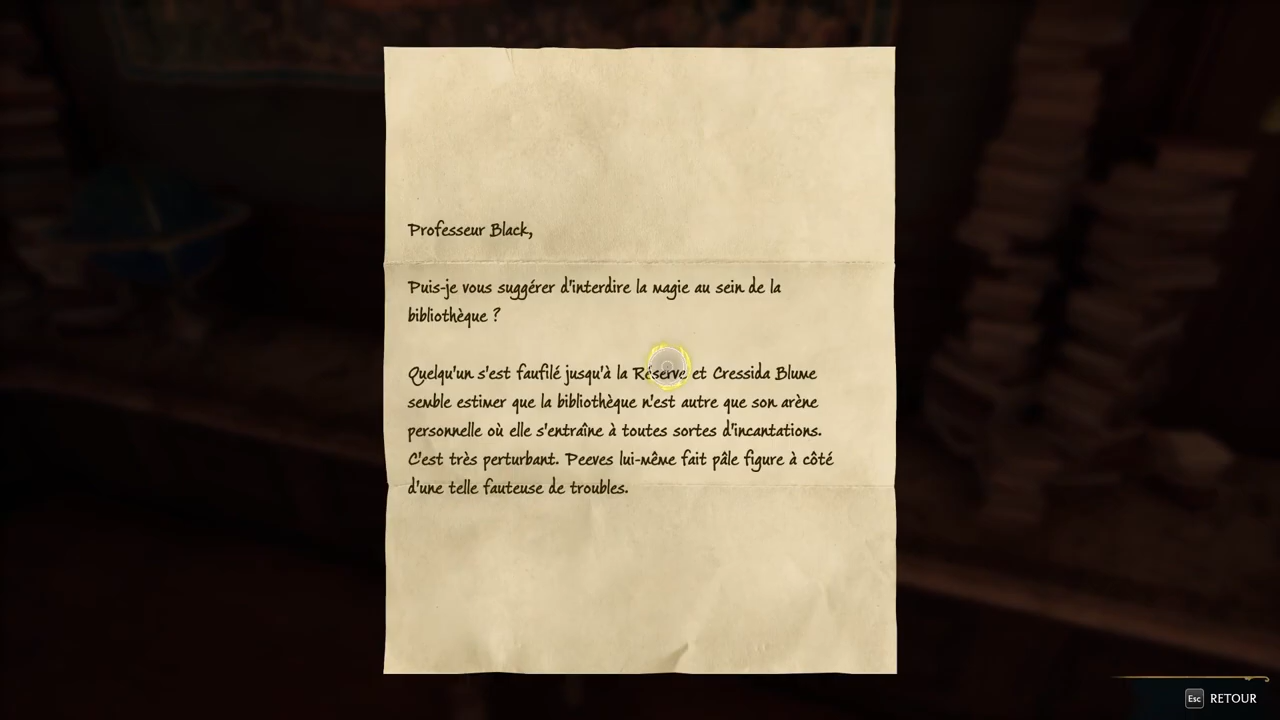 Professeur Black,
Puis-je vous suggérer d'interdire la magie au sein de la
bibliothèque ?
Quelqu'un s'est faufilé jusqu'à la Réserve et Cressida Blume
semble estimer que la bibliothèque n'est autre que son arène
personnelle où elle s'entraîne à toutes sortes d'incantations.
C'est très perturbant. Peeves lui-même fait pâle figure à côté
d'une telle fauteuse de troubles.
Esc RETOUR